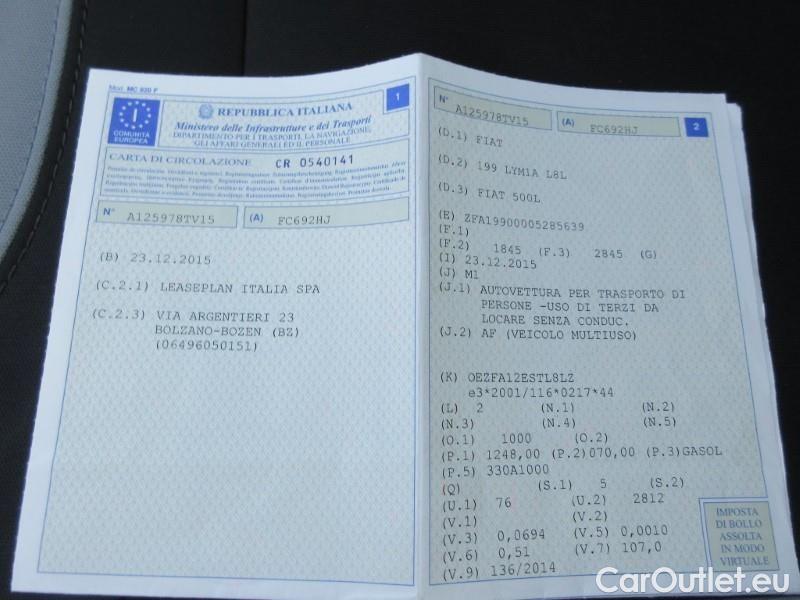 Mod. MC 820 F
1
I
COMUNITÀ
EUROPEA
REPUBBLICA ITALIANA
Ministero delle Infrastrutture e dei Trasporti
DIPARTIMENTO PER I TRASPORTI, LA NAVIGAZIONE,
GLI AFFARI GENERALI ED IL PERSONALE
CARTA DI CIRCOLAZIONE CR 0540141
N° A125978TV15 (A) FC692HJ
(B) 23.12.2015
(C.2.1) LEASEPLAN ITALIA SPA
(C.2.3) VIA ARGENTIERI 23
BOLZANO-BOZEN (BZ)
(06496050151)
N° A125978TV15 (A) FC692HJ 2
(D.1) FIAT
(D.2) 199 LYM1A L8L
(D.3) FIAT 500L
(E) ZFA19900005285639
(F.1)
(F.2) 1845 (F.3) 2845 (G)
(I) 23.12.2015
(J) M1
(J.1) AUTOVETTURA PER TRASPORTO DI
PERSONE -USO DI TERZI DA
LOCARE SENZA CONDUC.
(J.2) AF (VEICOLO MULTIUSO)
(K) OEZFA12ESTL8LZ
e3*2001/116*0217*44
(L) 2 (N.1) (N.2)
(N.3) (N.4) (N.5)
(O.1) 1000 (O.2)
(P.1) 1248,00 (P.2)070,00 (P.3)GASOL
(P.5) 330A1000
(Q) (S.1) 5 (S.2)
(U.1) 76 (U.2) 2812
(V.1) (V.2)
(V.3) 0,0694 (V.5) 0,0010
(V.6) 0,51 (V.7) 107,0
(V.9) 136/2014
IMPOSTA
DI BOLLO
ASSOLTA
IN MODO
VIRTUALE
CarOutlet.eu